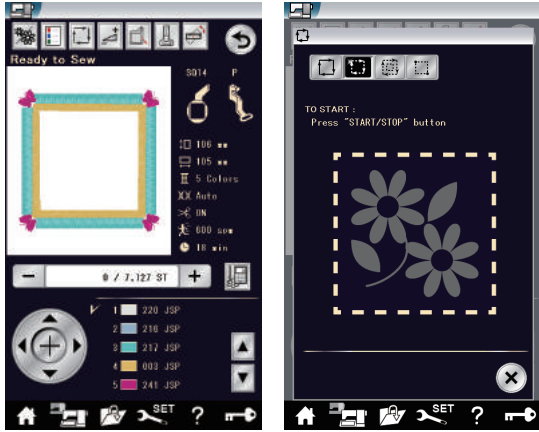 Ready to Sew
SQ14 P
106 mm
105 mm
5 Colors
Auto
ON
600 spm
18 min
0 / 7,127 ST
1 220 JSP
2 216 JSP
3 217 JSP
4 003 JSP
5 241 JSP
SET ?
TO START :
Press "START/STOP" button
SET ?